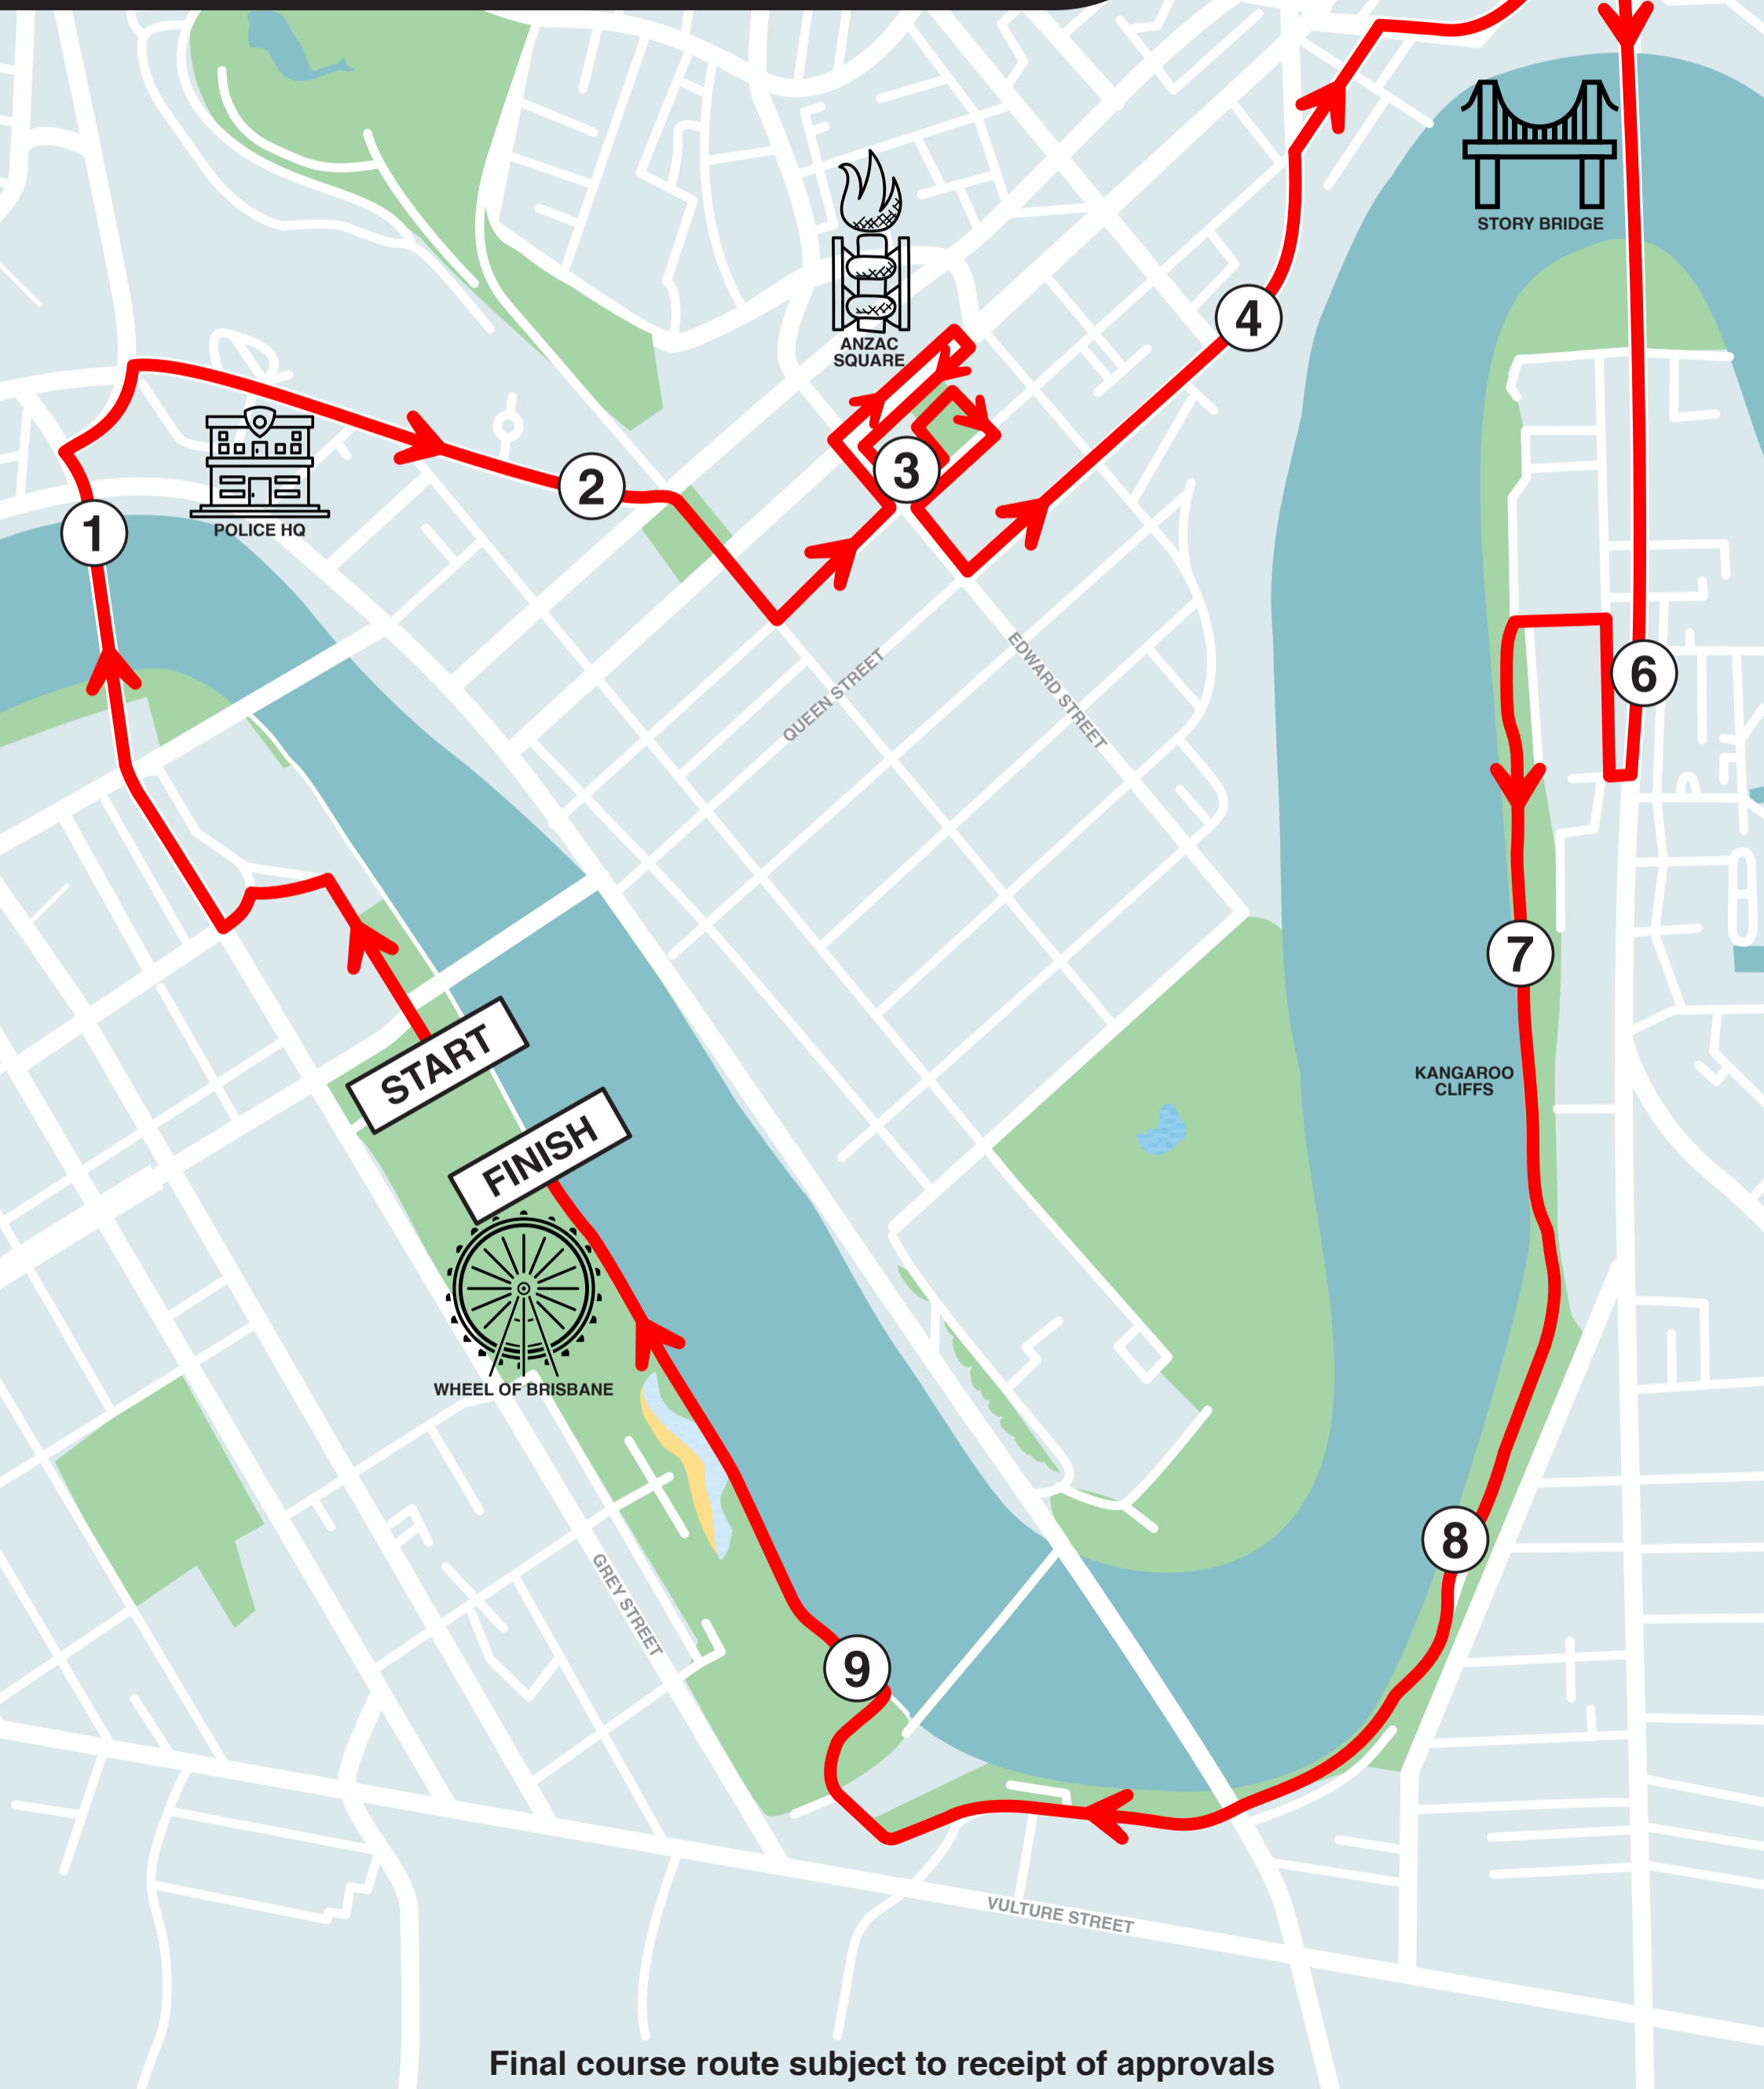 STORY BRIDGE
ANZAC
SQUARE
4
3
POLICE HQ
2
1
QUEEN STREET
EDWARD STREET
6
7
KANGAROO
CLIFFS
START
FINISH
WHEEL OF BRISBANE
8
GREY STREET
9
VULTURE STREET
Final course route subject to receipt of approvals